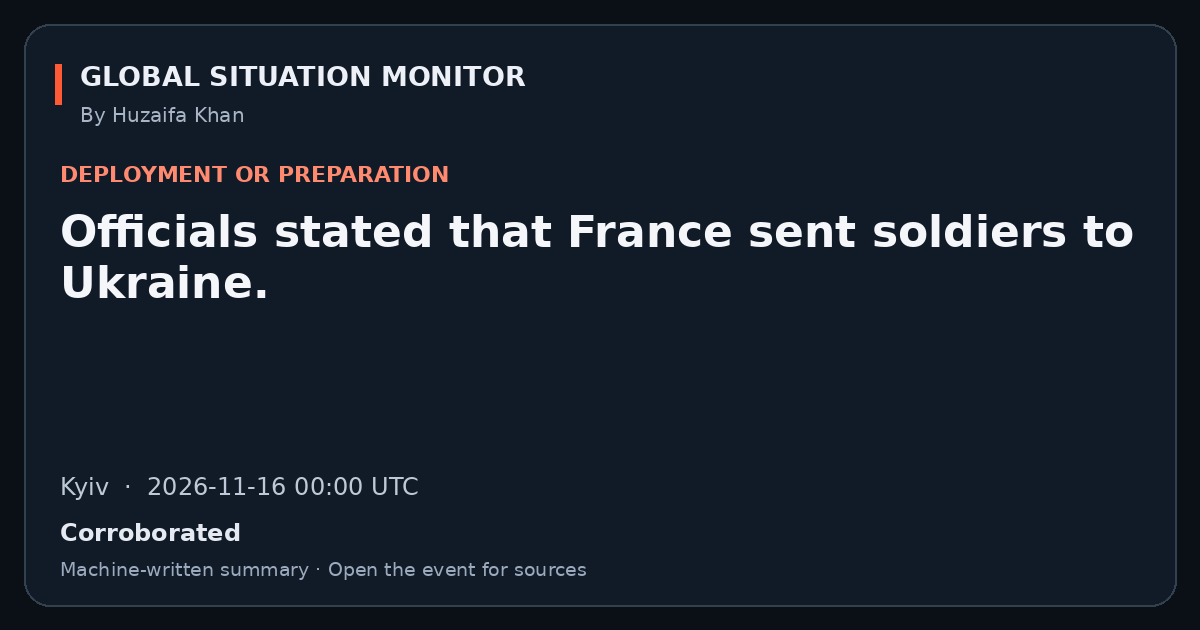 GLOBAL SITUATION MONITOR
By Huzaifa Khan
DEPLOYMENT OR PREPARATION
Officials stated that France sent soldiers to
Ukraine.
Kyiv · 2026-11-16 00:00 UTC
Corroborated
Machine-written summary · Open the event for sources